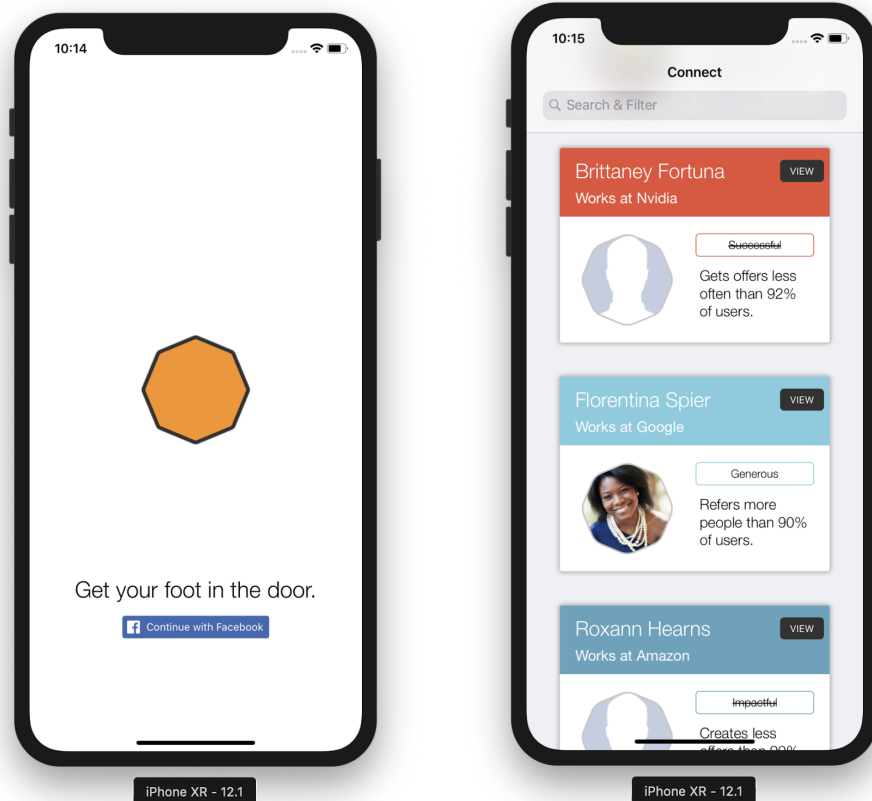 10:14
Get your foot in the door.
Continue with Facebook
iPhone XR - 12.1
10:15
Connect
Search & Filter
Brittaney Fortuna
VIEW
Works at Nvidia
Successful
Gets offers less
often than 92%
of users.
Florentina Spier
VIEW
Works at Google
Generous
Refers more
people than 90%
of users.
Roxann Hearns
VIEW
Works at Amazon
Impactful
Creates less
iPhone XR - 12.1